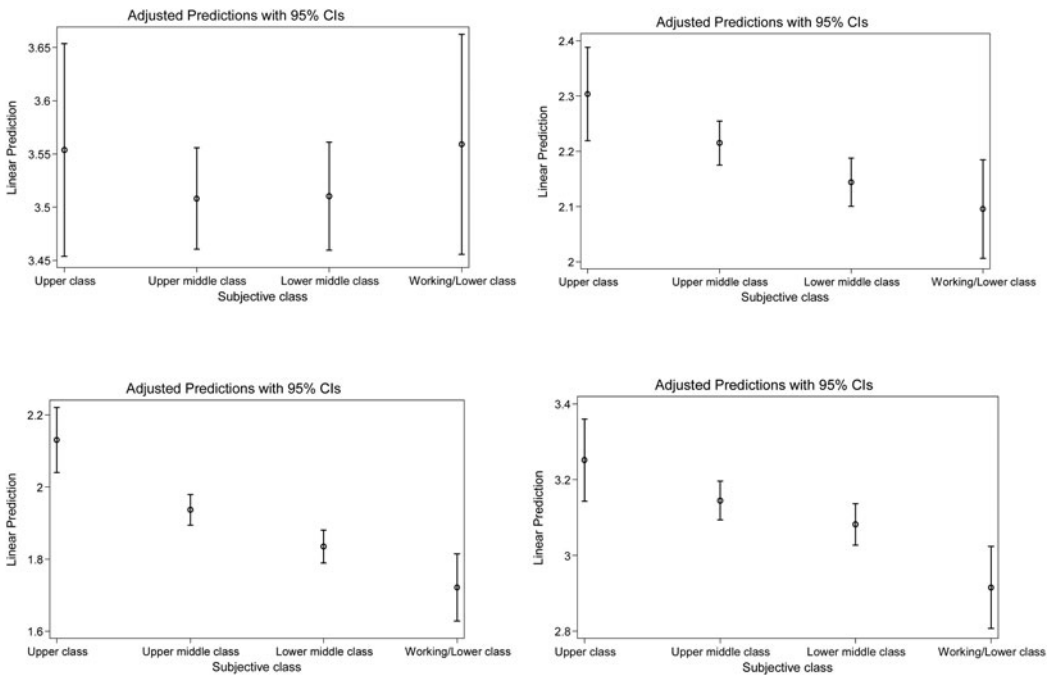 Adjusted Predictions with 95% CIs
3.65
3.6
3.55
3.5
3.45
Linear Prediction
Upper class
Upper middle class
Lower middle class
Working/Lower class
Subjective class
Adjusted Predictions with 95% CIs
2.4
2.3
2.2
2.1
2
Linear Prediction
Upper class
Upper middle class
Lower middle class
Working/Lower class
Subjective class
Adjusted Predictions with 95% CIs
2.2
2
1.8
1.6
Linear Prediction
Upper class
Upper middle class
Lower middle class
Working/Lower class
Subjective class
Adjusted Predictions with 95% CIs
3.4
3.2
3
2.8
Linear Prediction
Upper class
Upper middle class
Lower middle class
Working/Lower class
Subjective class